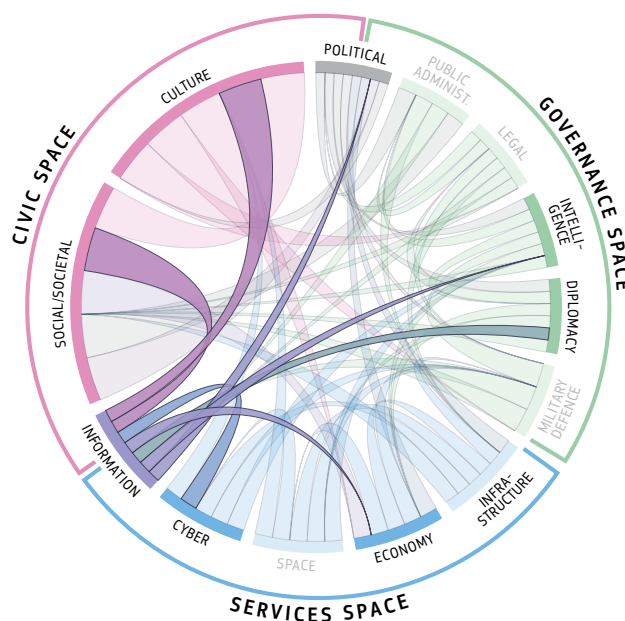 POLITICAL
PUBLIC
ADMINIST.
LEGAL
INTELLI-
GENCE
DIPLOMACY
MILITARY
DEFENCE
INFRA-
STRUCTURE
ECONOMY
SPACE
CYBER
INFORMATION
SOCIAL/SOCIETAL
CULTURE
CIVIC SPACE
GOVERNANCE SPACE
SERVICES SPACE